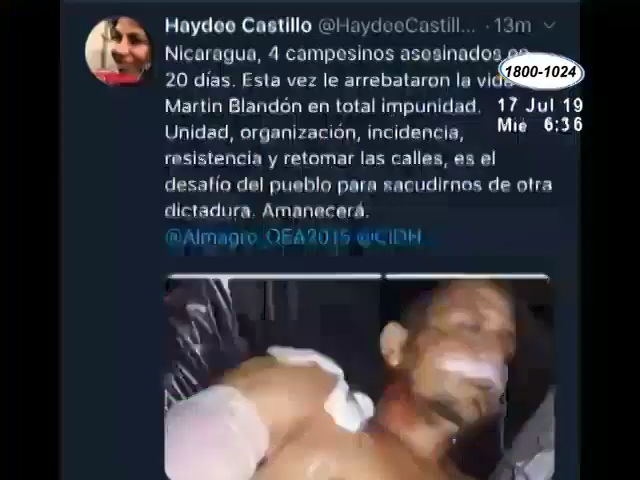 Haydee Castillo @HaydeeCastill... · 13m
Nicaragua, 4 campesinos asesinados en
20 días. Esta vez le arrebataron la vida
1800-1024
Martin Blandón en total impunidad.
17 Jul 19
Unidad, organización, incidencia,
Mié 6:36
resistencia y retomar las calles, es el
desafío del pueblo para sacudirnos de otra
dictadura. Amanecerá.
@Almagro_OEA2015 @CIDH